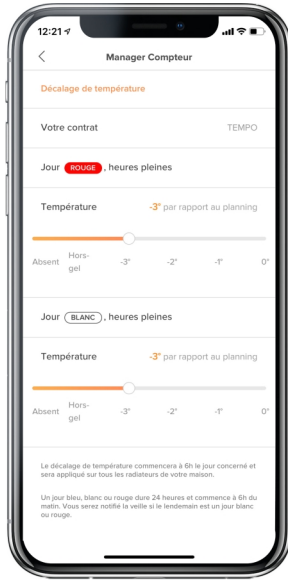 12:21
Manager Compteur
Décalage de température
Votre contrat TEMPO
Jour ROUGE , heures pleines
Température -3° par rapport au planning
Absent Hors-gel -3° -2° -1° 0°
Jour BLANC , heures pleines
Température -3° par rapport au planning
Absent Hors-gel -3° -2° -1° 0°
Le décalage de température commencera à 6h le jour concerné et
sera appliqué sur tous les radiateurs de votre maison.
Un jour bleu, blanc ou rouge dure 24 heures et commence à 6h du
matin. Vous serez notifié la veille si le lendemain est un jour blanc
ou rouge.